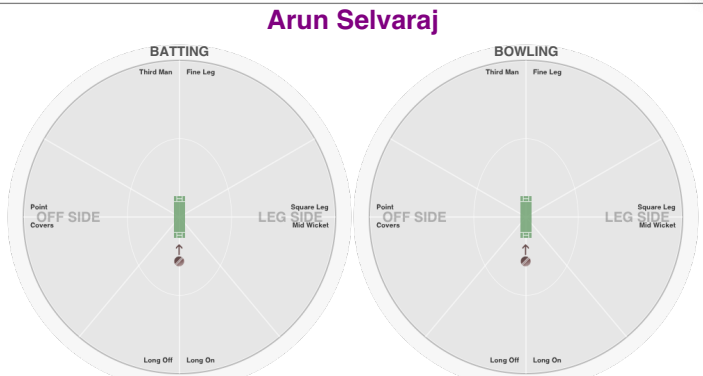 Arun Selvaraj
BATTING
Third Man Fine Leg
Point
OFF SIDE
Covers
Square Leg
LEG SIDE
Mid Wicket
Long Off Long On
BOWLING
Third Man Fine Leg
Point
OFF SIDE
Covers
Square Leg
LEG SIDE
Mid Wicket
Long Off Long On